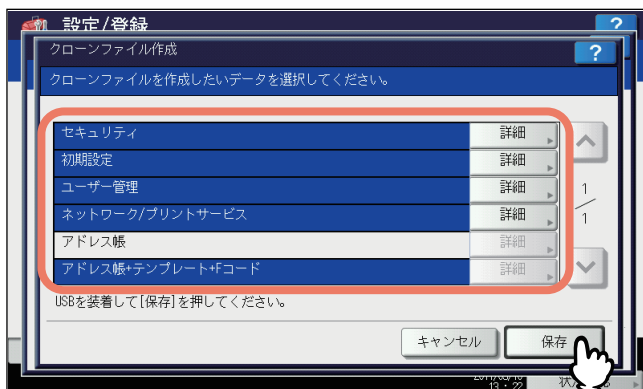 設定/登録
?
クローンファイル作成
?
クローンファイルを作成したいデータを選択してください。
セキュリティ 詳細
初期設定 詳細
ユーザー管理 詳細
ネットワーク/プリントサービス 詳細
アドレス帳 詳細
アドレス帳+テンプレート+Fコード 詳細
1
1
USBを装着して[保存]を押してください。
キャンセル 保存
13:22